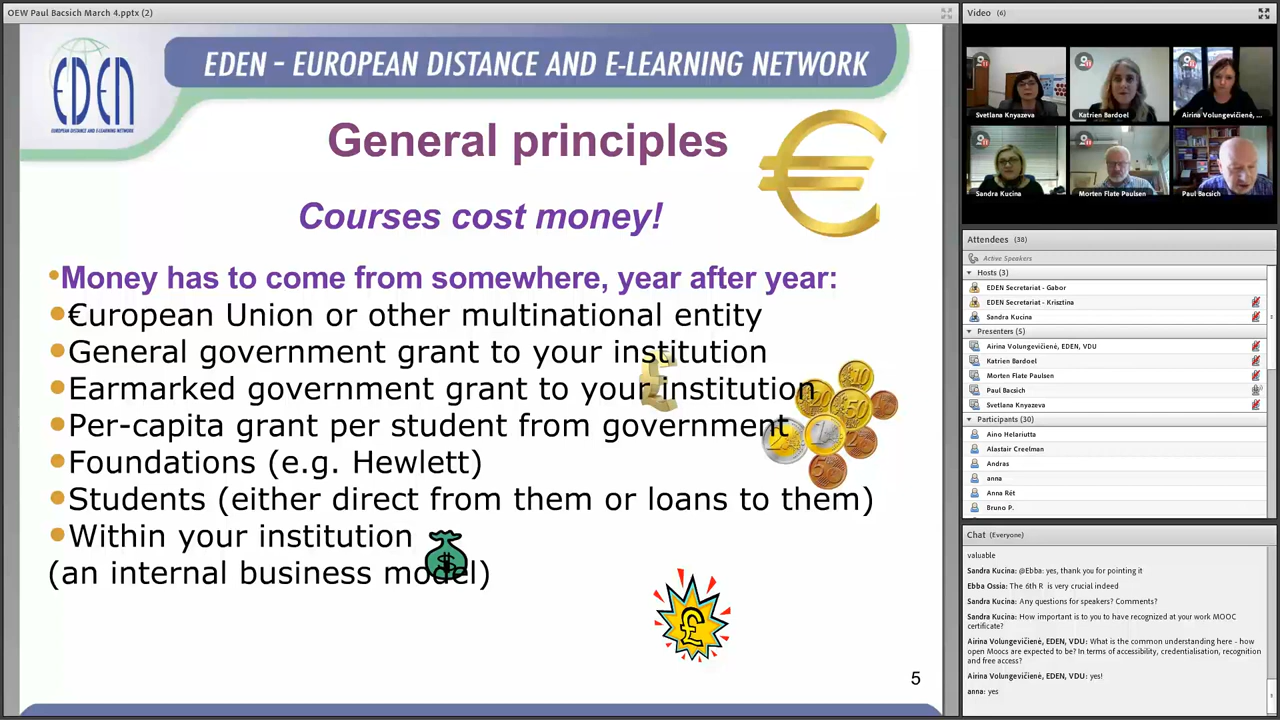 OEW Paul Bacsich March 4.pptx (2)
EDEN
EUROPEAN DISTANCE AND E-LEARNING NETWORK
EDEN – EUROPEAN DISTANCE AND E-LEARNING NETWORK
General principles
€
Courses cost money!
•Money has to come from somewhere, year after year:
•€uropean Union or other multinational entity
•General government grant to your institution
•Earmarked government grant to your institution
•Per-capita grant per student from government
•Foundations (e.g. Hewlett)
•Students (either direct from them or loans to them)
•Within your institution
(an internal business model)
£
$
£
5
Video (6)
Svetlana Knyazeva
Katrien Bardoel
Airina Volungevičienė, ...
Sandra Kucina
Morten Flate Paulsen
Paul Bacsich
Attendees (38)
Active Speakers
Hosts (3)
EDEN Secretariat - Gabor
EDEN Secretariat - Krisztina
Sandra Kucina
Presenters (5)
Airina Volungevičienė, EDEN, VDU
Katrien Bardoel
Morten Flate Paulsen
Paul Bacsich
Svetlana Knyazeva
Participants (30)
Aino Helariutta
Alastair Creelman
Andras
anna
Anna Rét
Bruno P.
Chat (Everyone)
valuable
Sandra Kucina: @Ebba: yes, thank you for pointing it
Ebba Ossia: The 6th R is very crucial indeed
Sandra Kucina: Any questions for speakers? Comments?
Sandra Kucina: How important is to you to have recognized at your work MOOC
certificate?
Airina Volungevičienė, EDEN, VDU: What is the common understanding here - how
open Moocs are expected to be? In terms of accessibility, credentialisation, recognition
and free access?
Airina Volungevičienė, EDEN, VDU: yes!
anna: yes